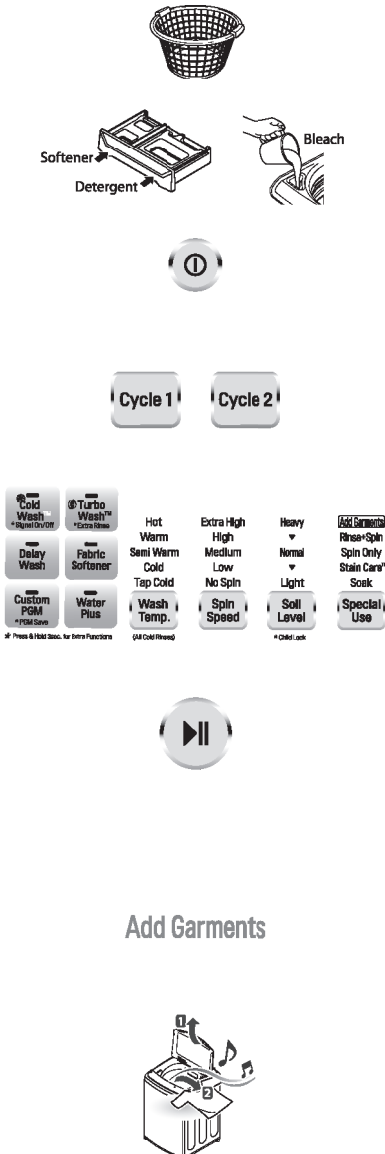 Bleach
Softener
Detergent
Cycle 1 Cycle 2
Cold Wash™ *Signal On/Off
Turbo Wash™ *Extra Rinse
Delay Wash
Fabric Softener
Custom PGM *PGM Save
Water Plus
* Press & Hold 3sec. for Extra Functions
Hot
Warm
Semi Warm
Cold
Tap Cold
Wash Temp.
(All Cold Rinses)
Extra High
High
Medium
Low
No Spin
Spin Speed
Heavy
Normal
Light
Soil Level
* Child Lock
Add Garments
Rinse+Spin
Spin Only
Stain Care™
Soak
Special Use
Add Garments
1
2